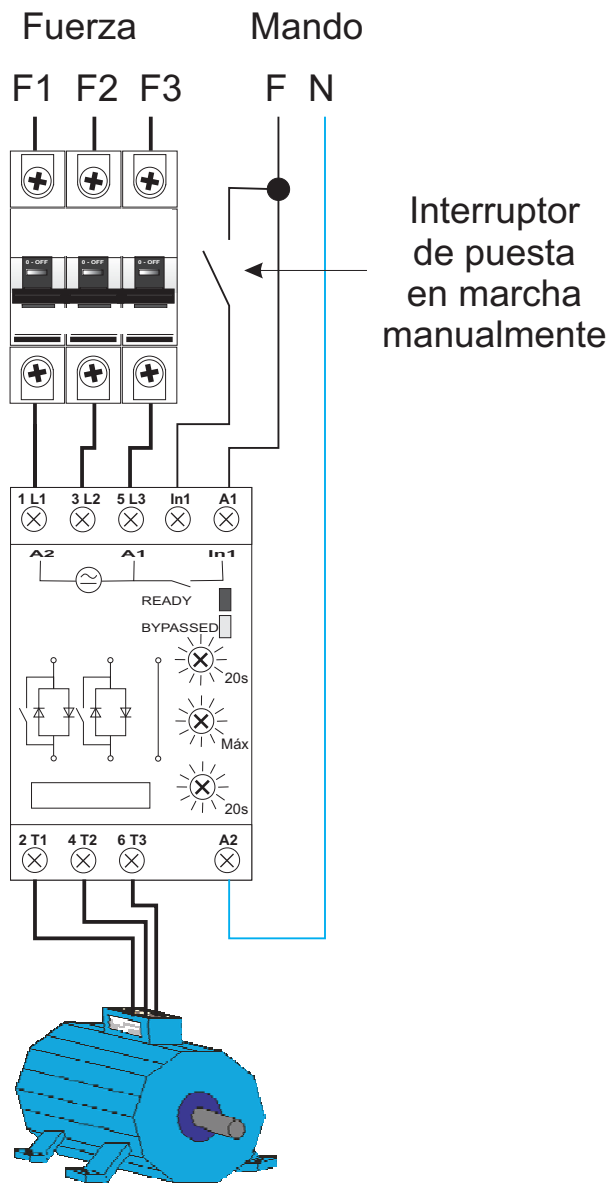 Fuerza Mando
F1 F2 F3 F N
0 - OFF 0 - OFF 0 - OFF
Interruptor
de puesta
en marcha
manualmente
1 L1 3 L2 5 L3 In1 A1
A2 A1 In1
READY
BYPASSED
20s
Máx
20s
2 T1 4 T2 6 T3 A2